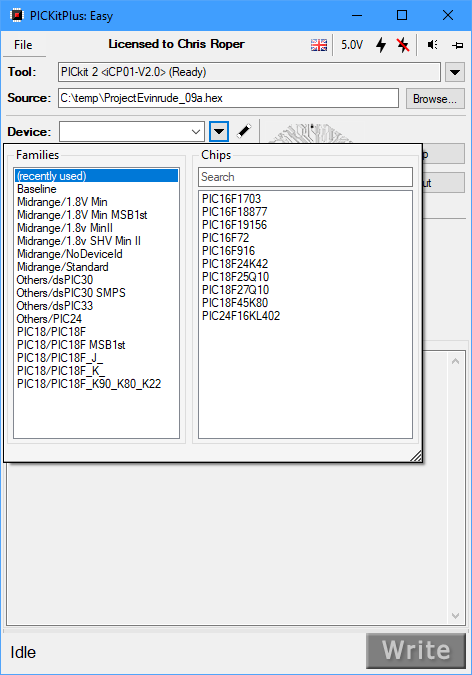 PICKitPlus: Easy
File
Licensed to Chris Roper
5.0V
Tool:
PICkit 2 <iCP01-V2.0> (Ready)
Source:
C:\temp\ProjectEvinrude_09a.hex
Browse...
Device:
Families
Chips
(recently used)
Baseline
Midrange/1.8V Min
Midrange/1.8V Min MSB1st
Midrange/1.8v MinII
Midrange/1.8v SHV Min II
Midrange/NoDeviceId
Midrange/Standard
Others/dsPIC30
Others/dsPIC30 SMPS
Others/dsPIC33
Others/PIC24
PIC18/PIC18F
PIC18/PIC18F MSB1st
PIC18/PIC18F_J_
PIC18/PIC18F_K_
PIC18/PIC18F_K90_K80_K22
Search
PIC16F1703
PIC16F18877
PIC16F19156
PIC16F72
PIC16F916
PIC18F24K42
PIC18F25Q10
PIC18F27Q10
PIC18F45K80
PIC24F16KL402
p
ut
Idle
Write